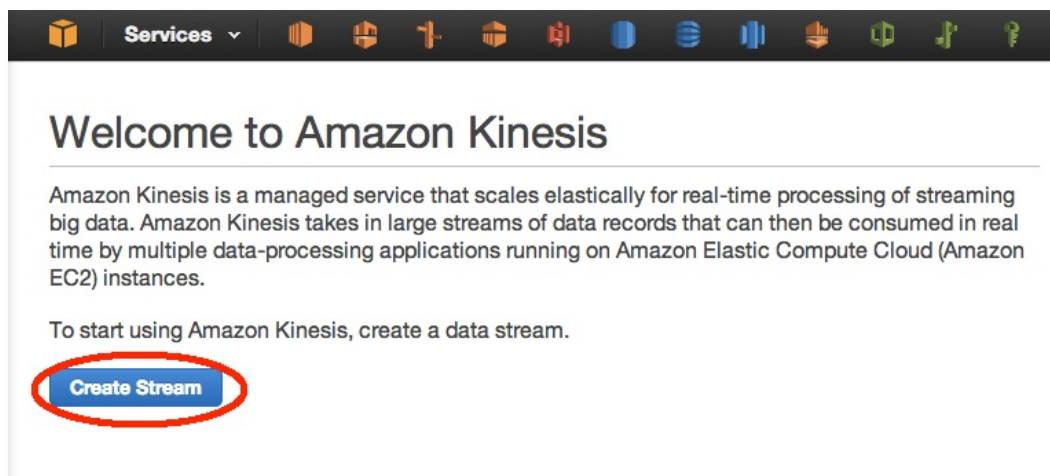 Services
Welcome to Amazon Kinesis
Amazon Kinesis is a managed service that scales elastically for real-time processing of streaming
big data. Amazon Kinesis takes in large streams of data records that can then be consumed in real
time by multiple data-processing applications running on Amazon Elastic Compute Cloud (Amazon
EC2) instances.
To start using Amazon Kinesis, create a data stream.
Create Stream